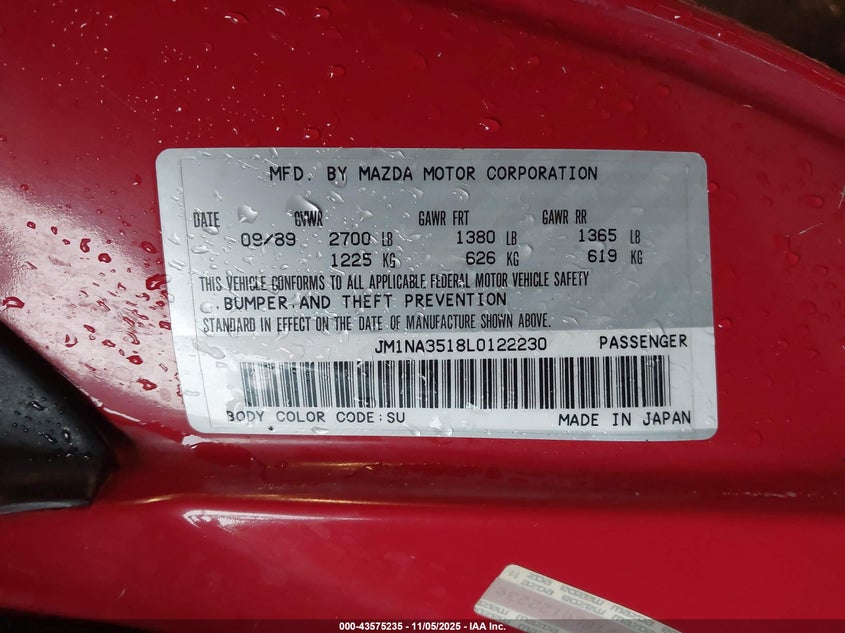 MFD. BY MAZDA MOTOR CORPORATION
DATE GVWR GAWR FRT GAWR RR
09/89 2700 LB 1380 LB 1365 LB
1225 KG 626 KG 619 KG
THIS VEHICLE CONFORMS TO ALL APPLICABLE FEDERAL MOTOR VEHICLE SAFETY
, BUMPER, AND THEFT PREVENTION
STANDARD IN EFFECT ON THE DATE OF MANUFACTURE SHOWN ABOVE.
JM1NA3518L0122230 PASSENGER
BODY COLOR CODE:SU MADE IN JAPAN
000-43575235 - 11/05/2025 - IAA Inc.